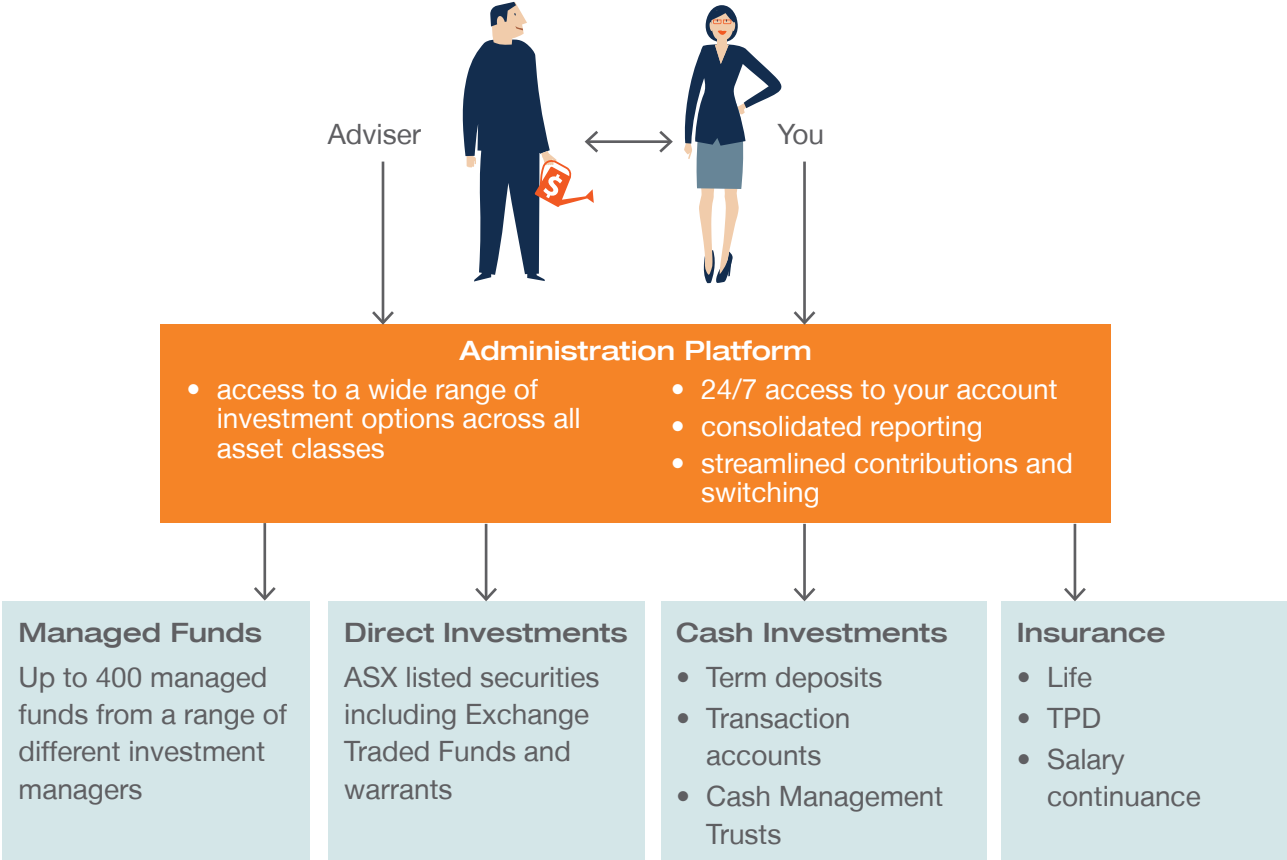 Adviser
You
$
Administration Platform
• access to a wide range of
investment options across all
asset classes
• 24/7 access to your account
• consolidated reporting
• streamlined contributions and
switching
Managed Funds
Up to 400 managed
funds from a range of
different investment
managers
Direct Investments
ASX listed securities
including Exchange
Traded Funds and
warrants
Cash Investments
• Term deposits
• Transaction
accounts
• Cash Management
Trusts
Insurance
• Life
• TPD
• Salary
continuance